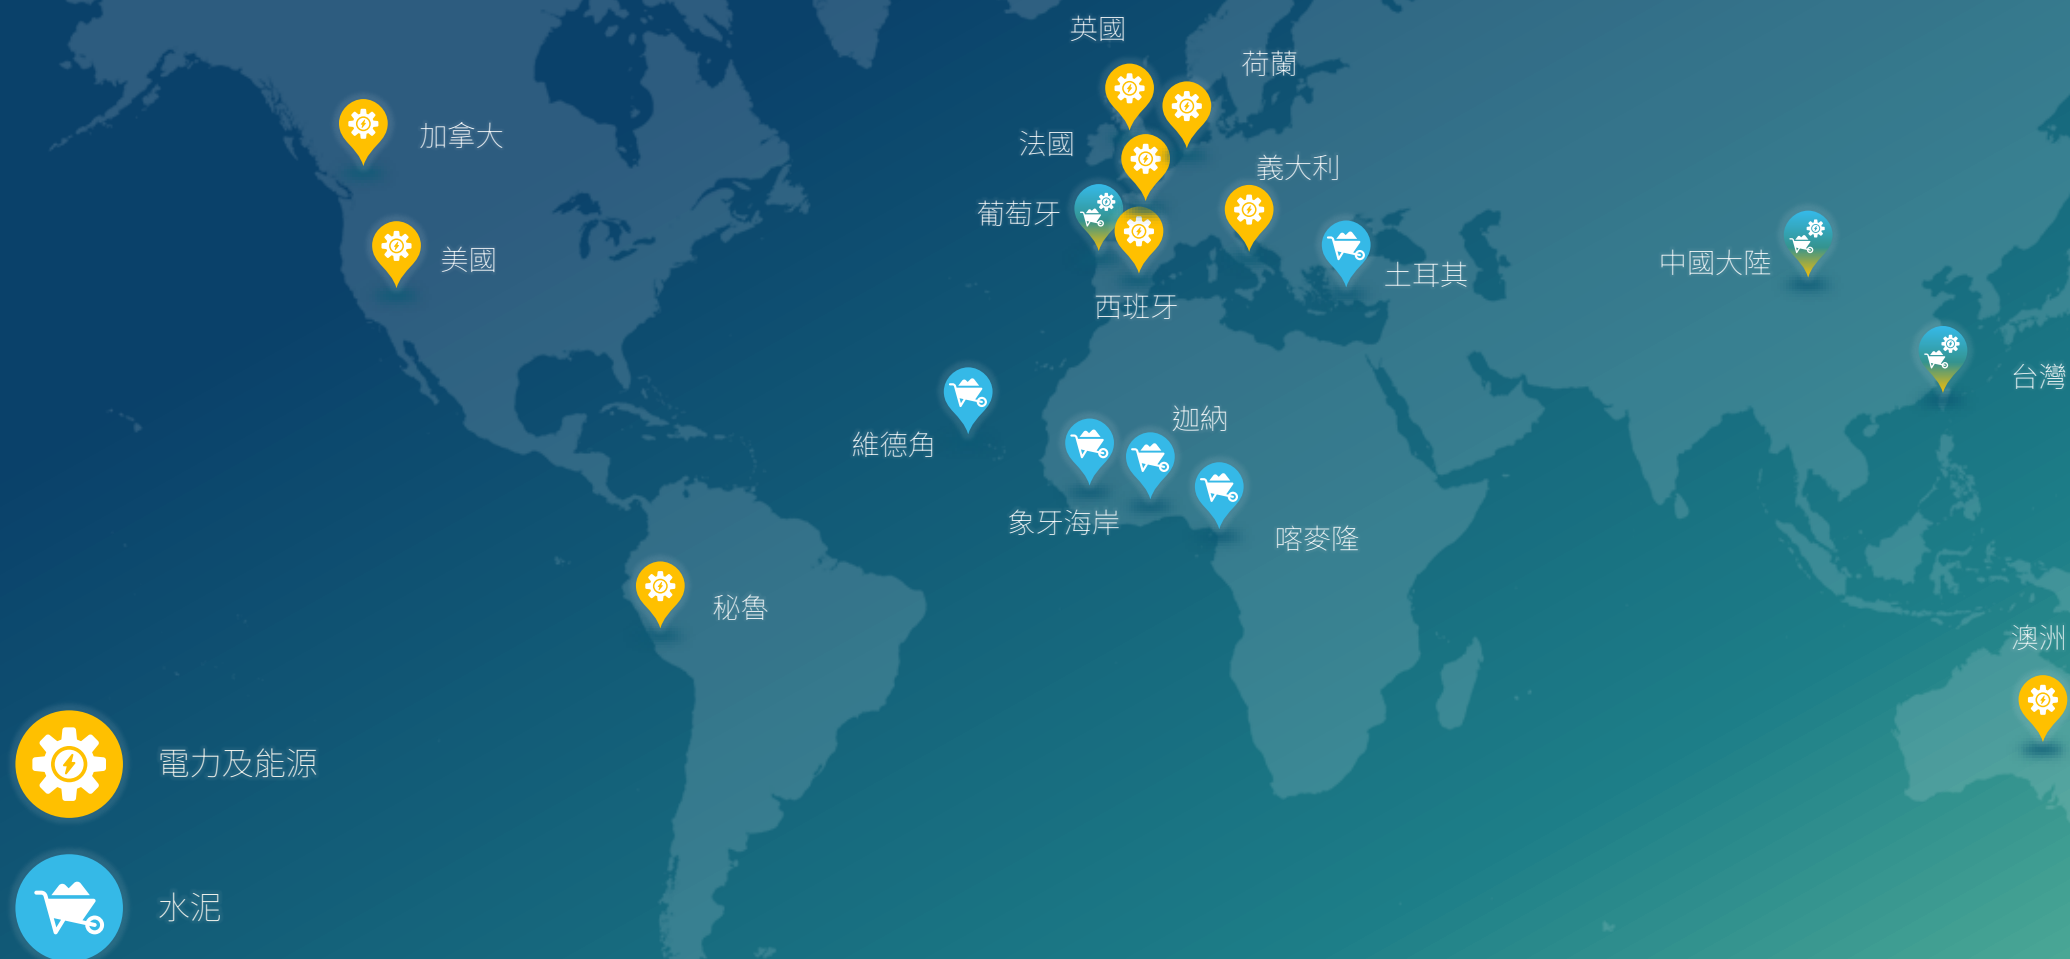 英國
荷蘭
加拿大
法國
義大利
葡萄牙
美國
中國大陸
土耳其
西班牙
台灣
迦納
維德角
象牙海岸
喀麥隆
秘魯
澳洲
電力及能源
水泥